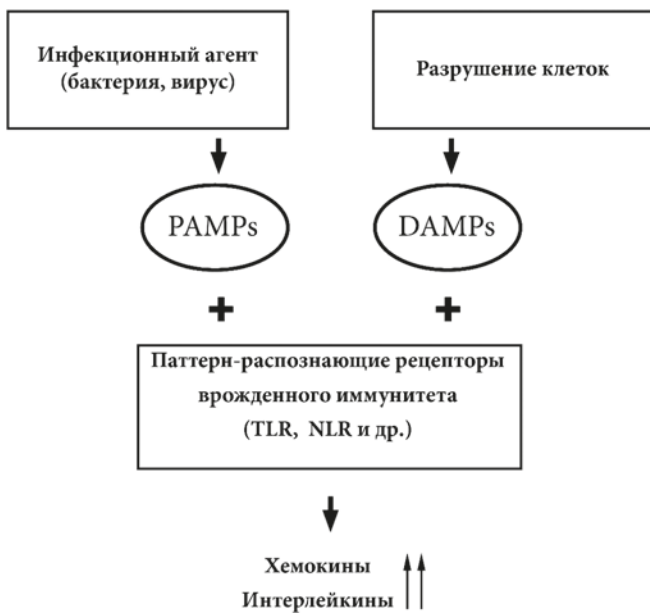 Инфекционный агент
(бактерия, вирус)
Разрушение клеток
PAMPs
DAMPs
+
+
Паттерн-распознающие рецепторы
врожденного иммунитета
(TLR, NLR и др.)
Хемокины
Интерлейкины